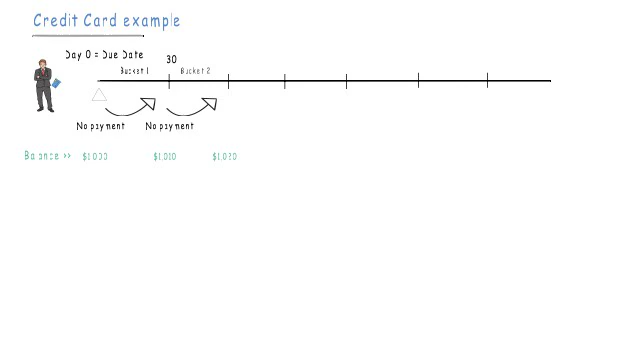 Credit Card example
Day 0 = Due Date
30
Bucket 1
Bucket 2
No payment
No payment
Balance >> $1,000 $1,010 $1,020